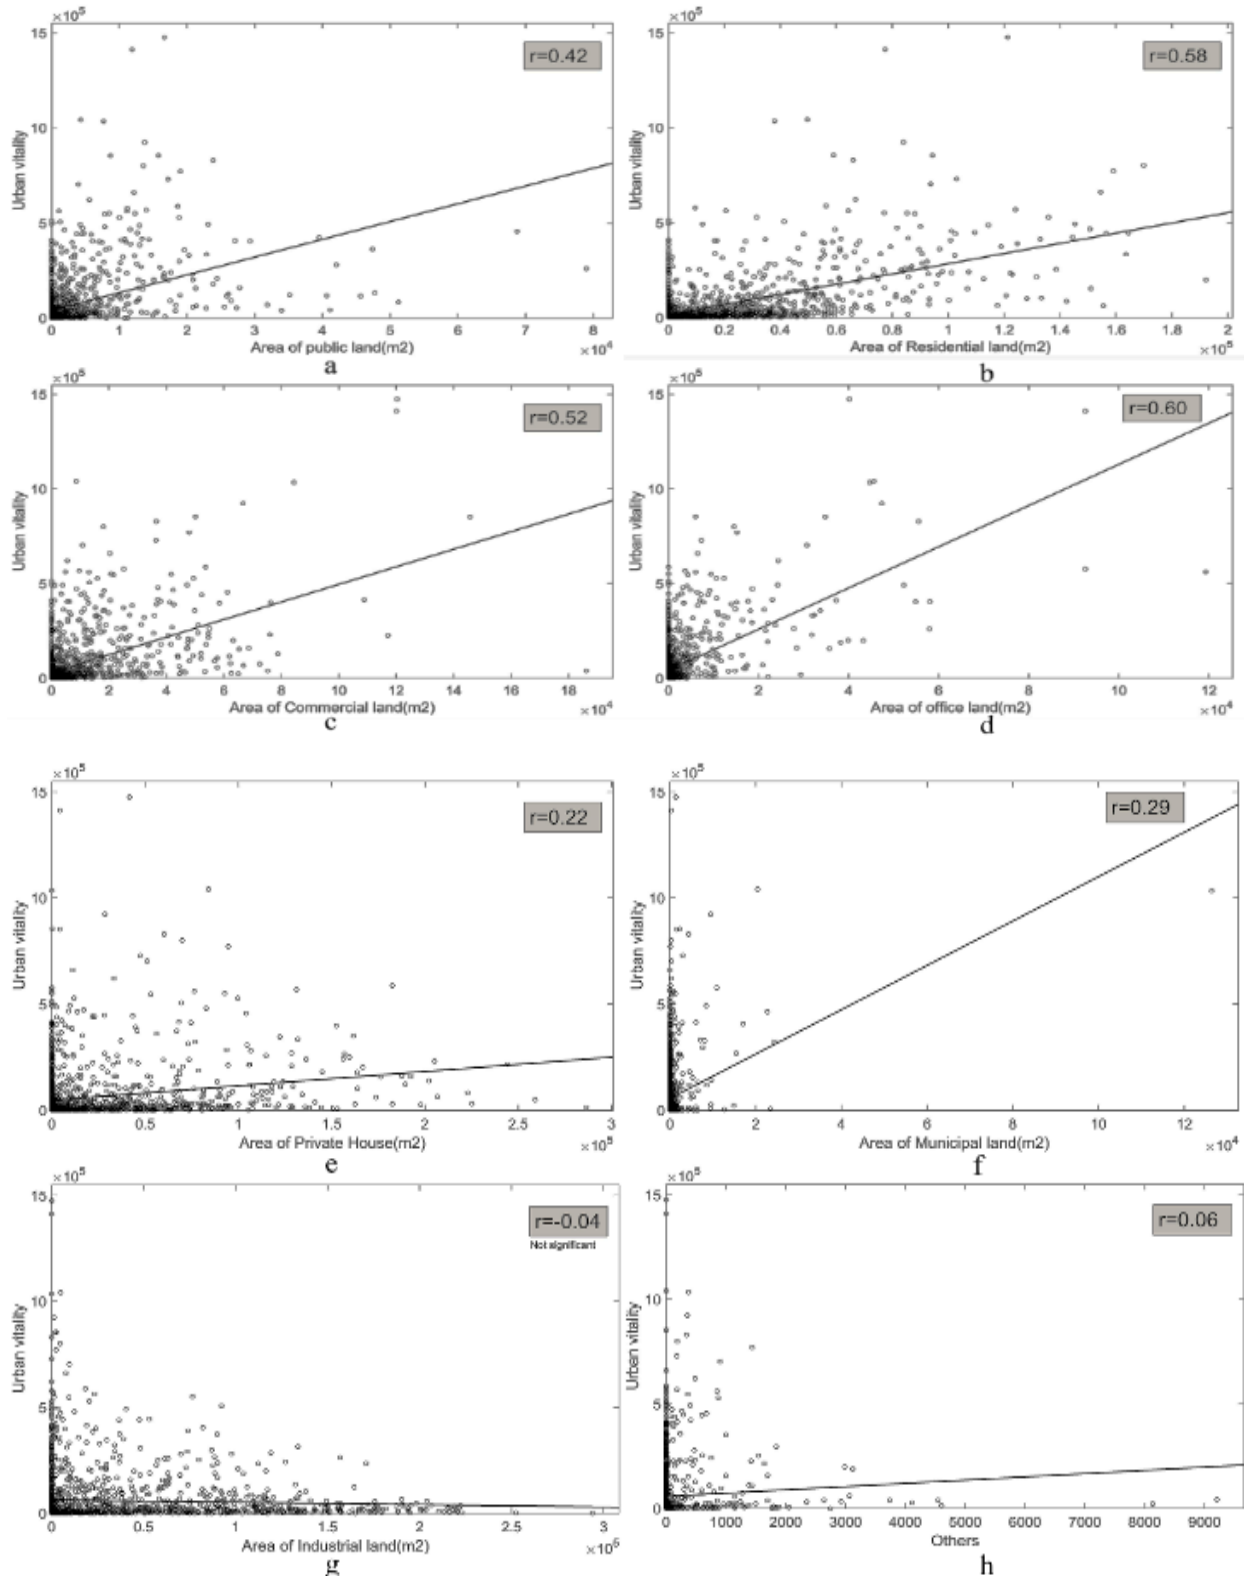 ×10⁵
15
10
5
0
Urban vitality
r=0.42
0 1 2 3 4 5 6 7 8
Area of public land(m2)
×10⁴
a
×10⁵
15
10
5
0
Urban vitality
r=0.58
0 0.2 0.4 0.6 0.8 1 1.2 1.4 1.6 1.8 2
Area of Residential land(m2)
×10⁵
b
×10⁵
15
10
5
0
Urban vitality
r=0.52
0 2 4 6 8 10 12 14 16 18
Area of Commercial land(m2)
×10⁴
c
×10⁵
15
10
5
0
Urban vitality
r=0.60
0 2 4 6 8 10 12
Area of office land(m2)
×10⁴
d
×10⁵
15
10
5
0
Urban vitality
r=0.22
0.5 1 1.5 2 2.5 3
Area of Private House(m2)
×10⁵
e
×10⁵
15
10
5
0
Urban vitality
r=0.29
0 2 4 6 8 10 12
Area of Municipal land(m2)
×10⁴
f
×10⁵
15
10
5
0
Urban vitality
r=-0.04
Not significant
0 0.5 1 1.5 2 2.5 3
Area of Industrial land(m2)
×10⁶
g
×10⁵
15
10
5
0
Urban vitality
r=0.06
0 1000 2000 3000 4000 5000 6000 7000 8000 9000
Others
h